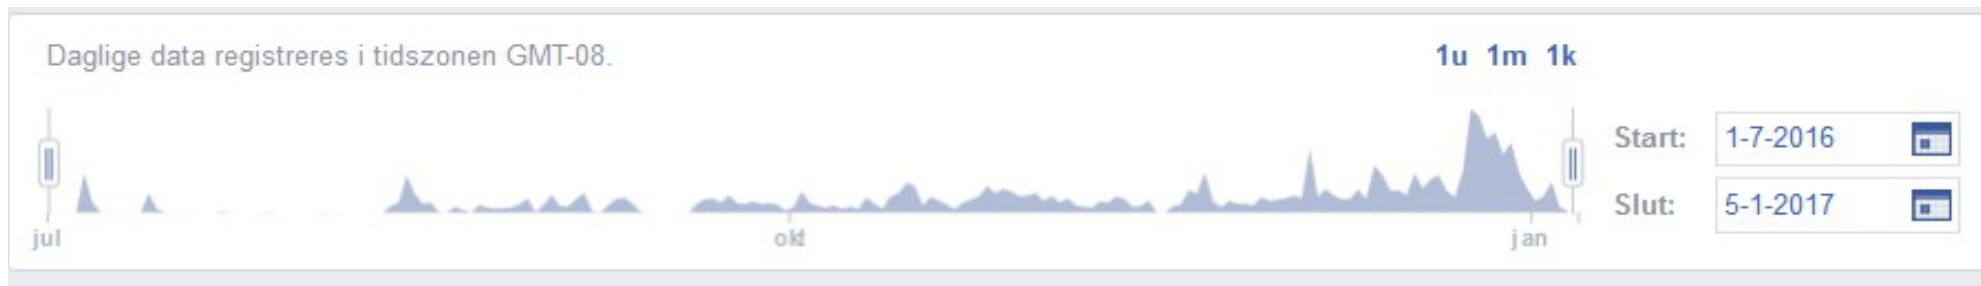 Daglige data registreres i tidszonen GMT-08.
1u 1m 1k
Start: 1-7-2016
Slut: 5-1-2017
jul okt jan